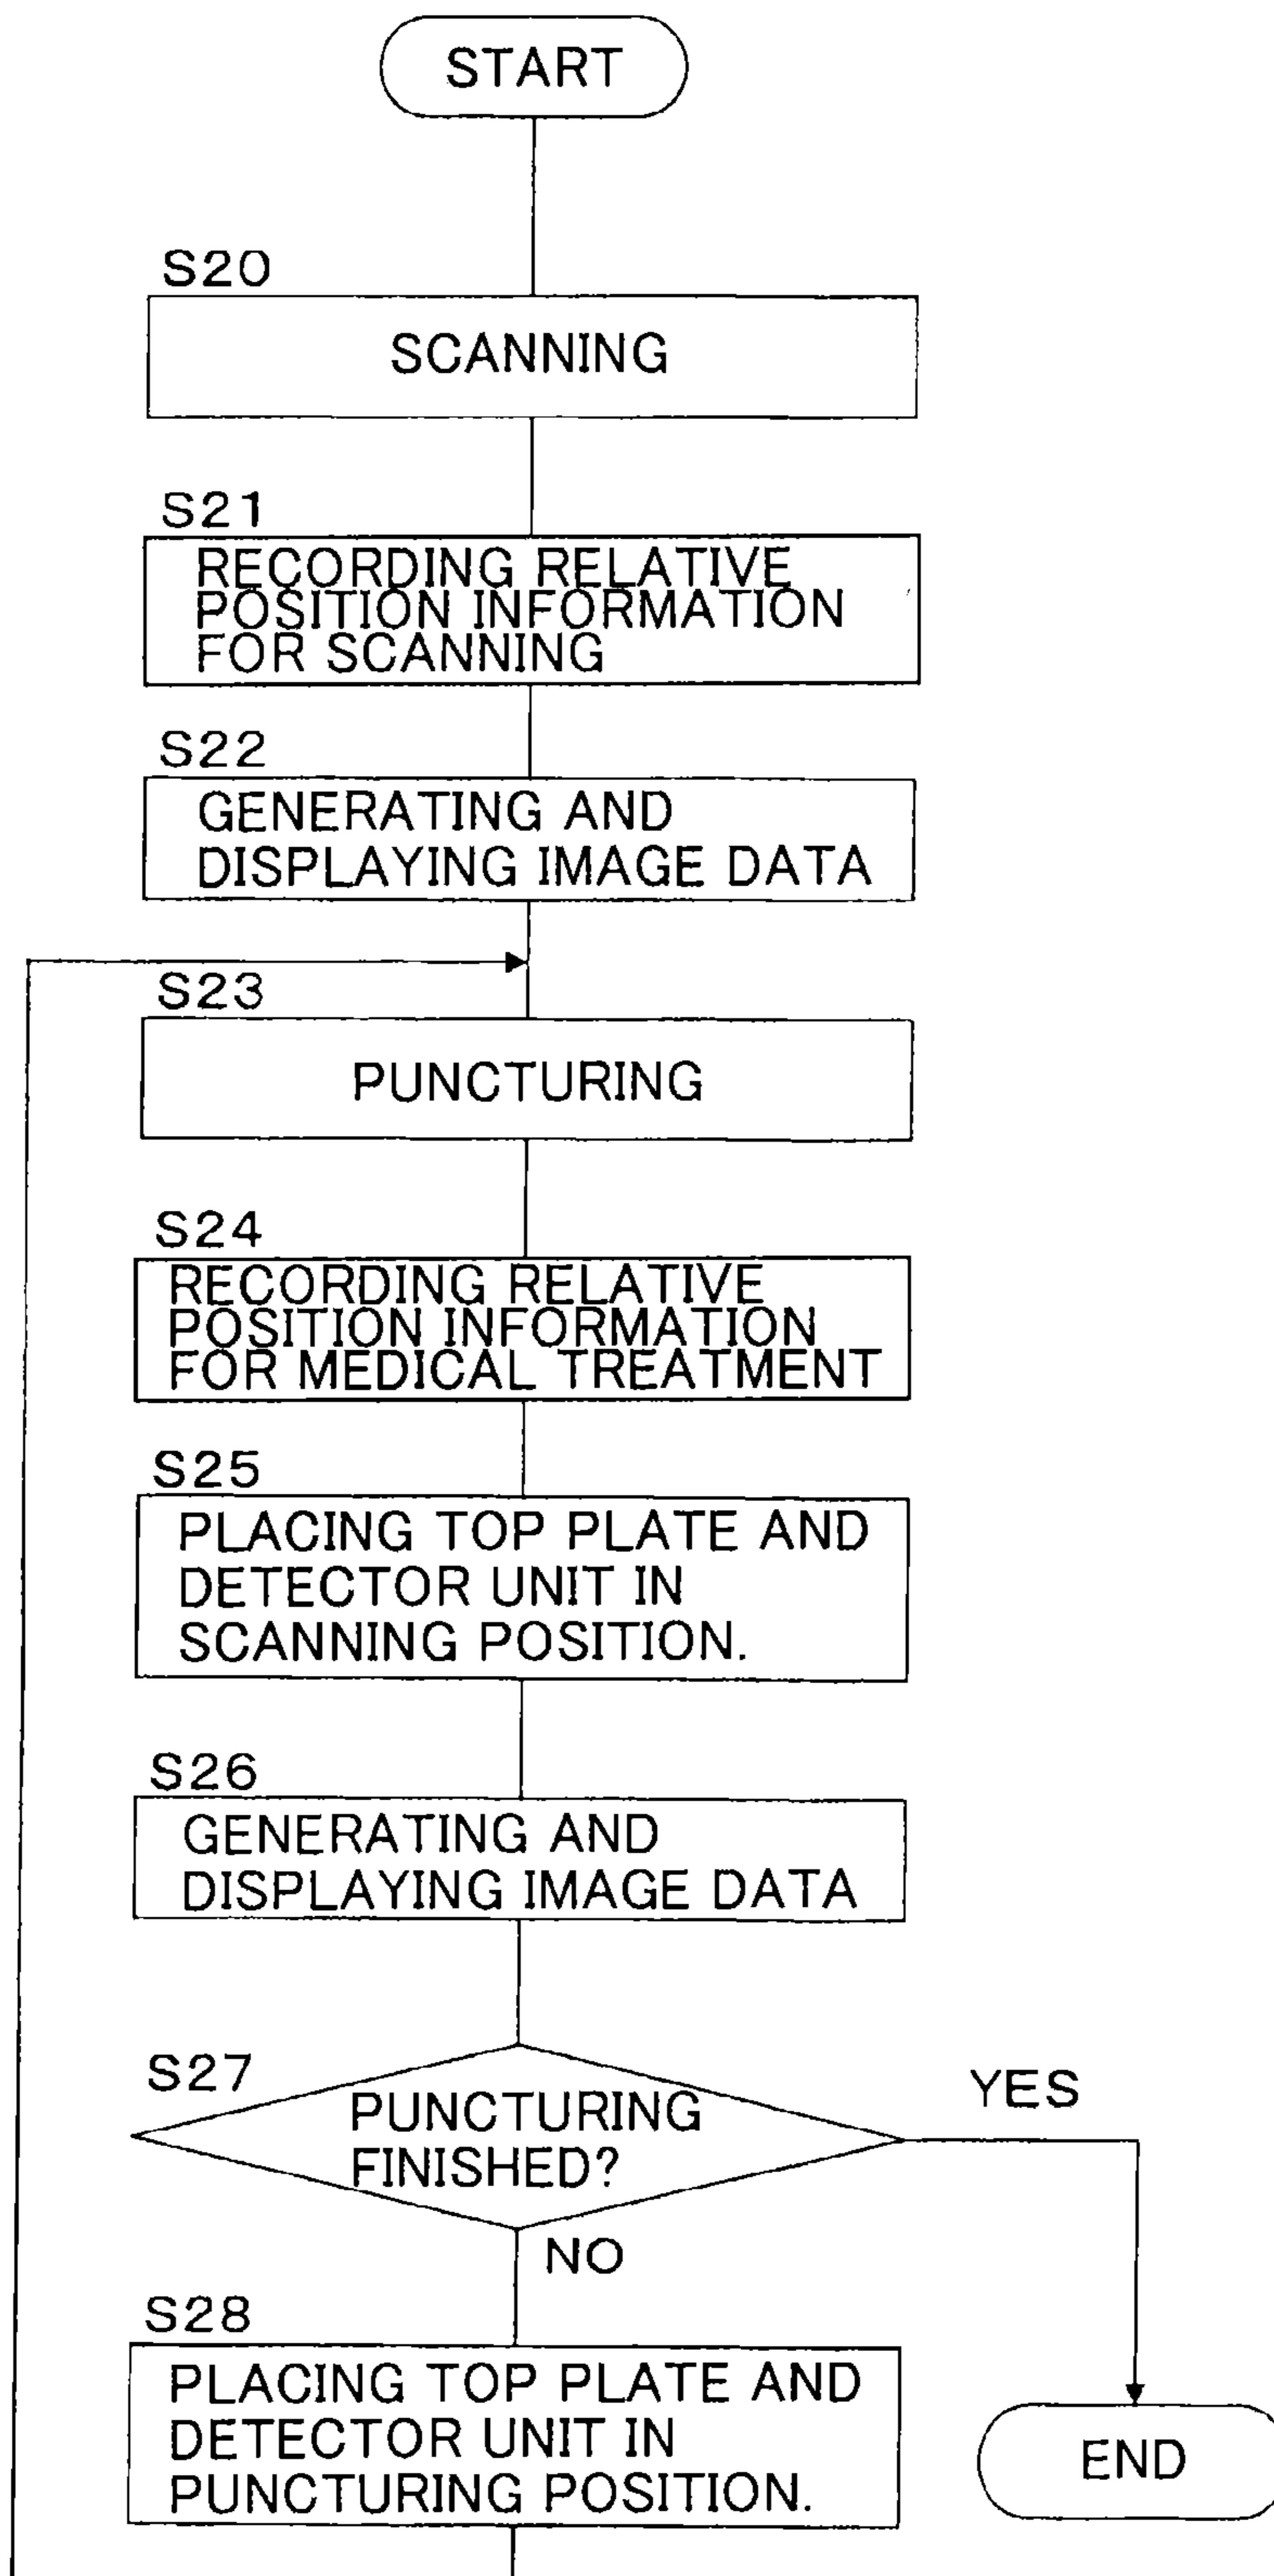 START
S20
SCANNING
S21
RECORDING RELATIVE
POSITION INFORMATION
FOR SCANNING
S22
GENERATING AND
DISPLAYING IMAGE DATA
S23
PUNCTURING
S24
RECORDING RELATIVE
POSITION INFORMATION
FOR MEDICAL TREATMENT
S25
PLACING TOP PLATE AND
DETECTOR UNIT IN
SCANNING POSITION.
S26
GENERATING AND
DISPLAYING IMAGE DATA
S27
PUNCTURING
FINISHED?
YES
NO
S28
PLACING TOP PLATE AND
DETECTOR UNIT IN
PUNCTURING POSITION.
END